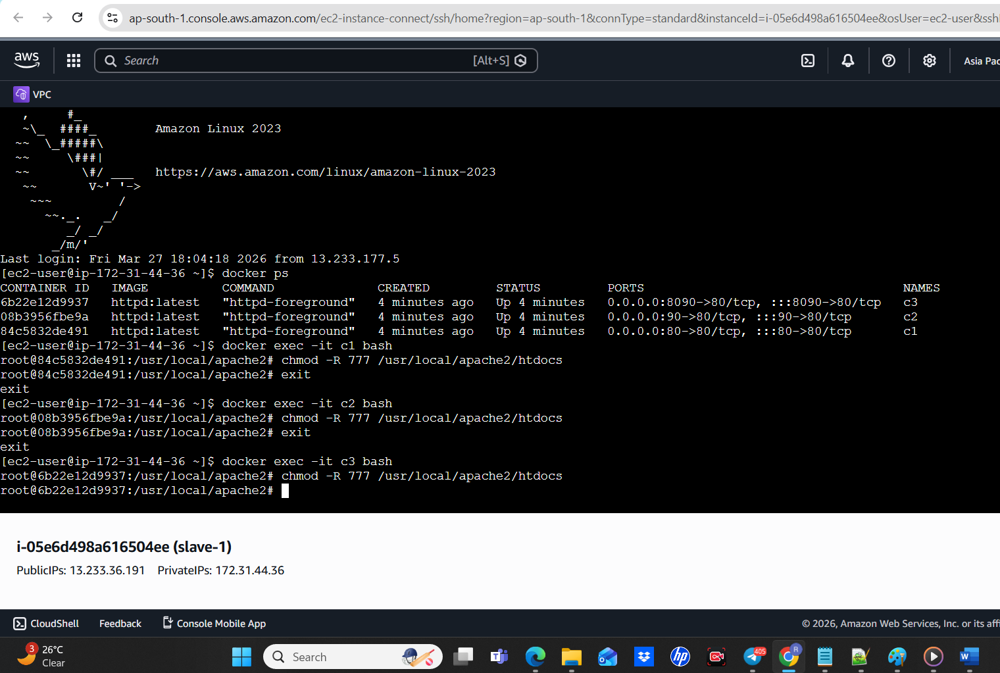 ap-south-1.console.aws.amazon.com/ec2-instance-connect/ssh/home?region=ap-south-1&connType=standard&instanceId=i-05e6d498a616504ee&osUser=ec2-user&ssh
aws
Search [Alt+S]
Asia Pac
VPC
   ,     #_
   ~\_  ####_        Amazon Linux 2023
  ~~  \_#####\
  ~~     \###|
  ~~       \#/ ___   https://aws.amazon.com/linux/amazon-linux-2023
   ~~       V~' '->
    ~~~         /
      ~~._.   _/
         _/ _/
       _/m/'
Last login: Fri Mar 27 18:04:18 2026 from 13.233.177.5
[ec2-user@ip-172-31-44-36 ~]$ docker ps
CONTAINER ID   IMAGE          COMMAND              CREATED         STATUS         PORTS                                   NAMES
6b22e12d9937   httpd:latest   "httpd-foreground"   4 minutes ago   Up 4 minutes   0.0.0.0:8090->80/tcp, :::8090->80/tcp   c3
08b3956fbe9a   httpd:latest   "httpd-foreground"   4 minutes ago   Up 4 minutes   0.0.0.0:90->80/tcp, :::90->80/tcp       c2
84c5832de491   httpd:latest   "httpd-foreground"   4 minutes ago   Up 4 minutes   0.0.0.0:80->80/tcp, :::80->80/tcp       c1
[ec2-user@ip-172-31-44-36 ~]$ docker exec -it c1 bash
root@84c5832de491:/usr/local/apache2# chmod -R 777 /usr/local/apache2/htdocs
root@84c5832de491:/usr/local/apache2# exit
exit
[ec2-user@ip-172-31-44-36 ~]$ docker exec -it c2 bash
root@08b3956fbe9a:/usr/local/apache2# chmod -R 777 /usr/local/apache2/htdocs
root@08b3956fbe9a:/usr/local/apache2# exit
exit
[ec2-user@ip-172-31-44-36 ~]$ docker exec -it c3 bash
root@6b22e12d9937:/usr/local/apache2# chmod -R 777 /usr/local/apache2/htdocs
root@6b22e12d9937:/usr/local/apache2#
i-05e6d498a616504ee (slave-1)
PublicIPs: 13.233.36.191 PrivateIPs: 172.31.44.36
CloudShell Feedback Console Mobile App © 2026, Amazon Web Services, Inc. or its affi
3 26°C
Clear
Search
405
R